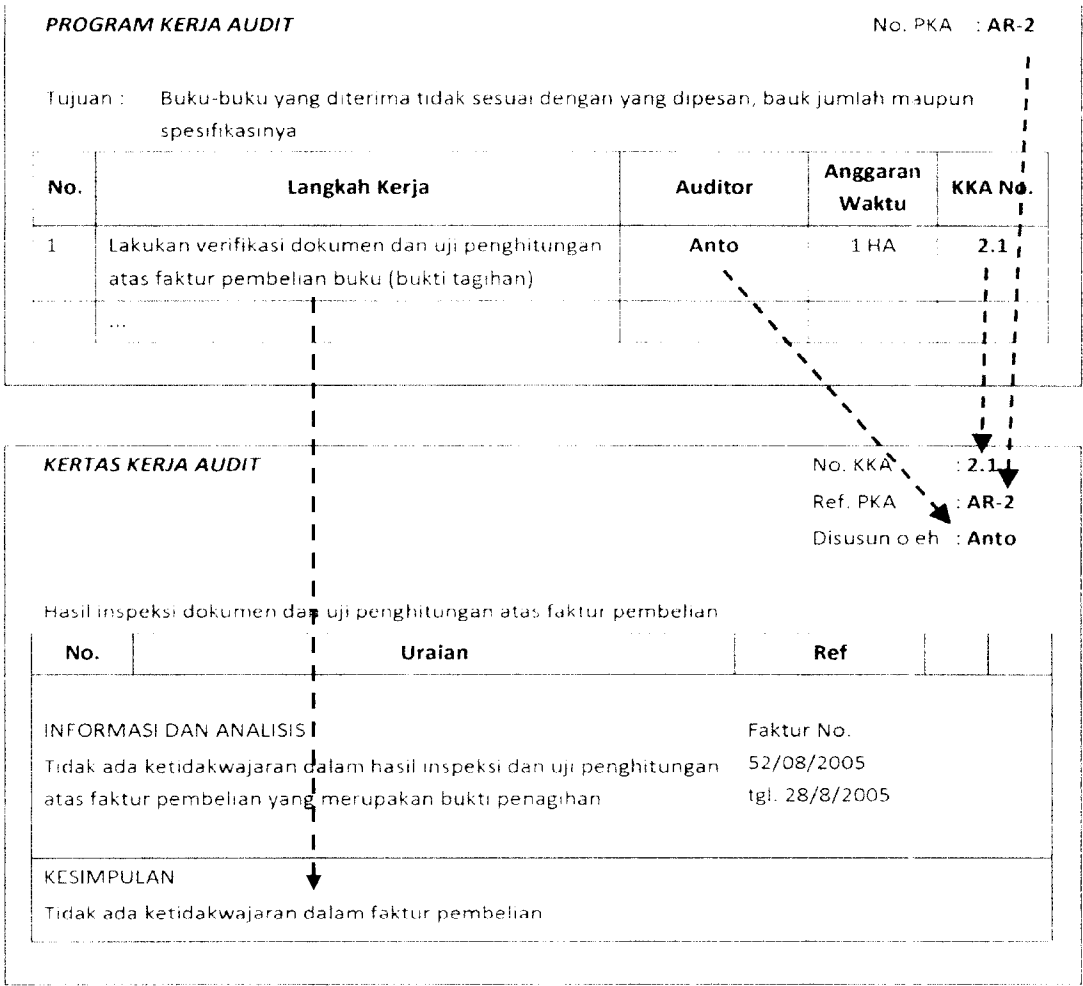 PROGRAM KERJA AUDIT No. PKA : AR-2
Tujuan : Buku-buku yang diterima tidak sesuai dengan yang dipesan, bauk jumlah maupun
spesifikasinya
No. Langkah Kerja Auditor Anggaran Waktu KKA No.
1 Lakukan verifikasi dokumen dan uji penghitungan Anto 1 HA 2.1
atas faktur pembelian buku (bukti tagihan)
...
KERTAS KERJA AUDIT No. KKA : 2.1
Ref. PKA : AR-2
Disusun oleh : Anto
Hasil inspeksi dokumen dan uji penghitungan atas faktur pembelian
No. Uraian Ref
INFORMASI DAN ANALISIS Faktur No.
Tidak ada ketidakwajaran dalam hasil inspeksi dan uji penghitungan 52/08/2005
atas faktur pembelian yang merupakan bukti penagihan tgl. 28/8/2005
KESIMPULAN
Tidak ada ketidakwajaran dalam faktur pembelian